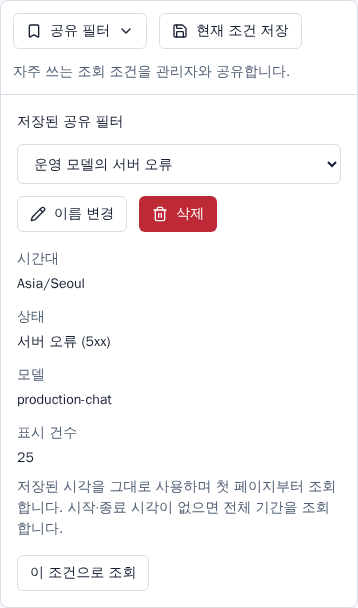 공유 필터
현재 조건 저장
자주 쓰는 조회 조건을 관리자와 공유합니다.
저장된 공유 필터
운영 모델의 서버 오류
이름 변경
삭제
시간대
Asia/Seoul
상태
서버 오류 (5xx)
모델
production-chat
표시 건수
25
저장된 시각을 그대로 사용하며 첫 페이지부터 조회
합니다. 시작·종료 시각이 없으면 전체 기간을 조회
합니다.
이 조건으로 조회